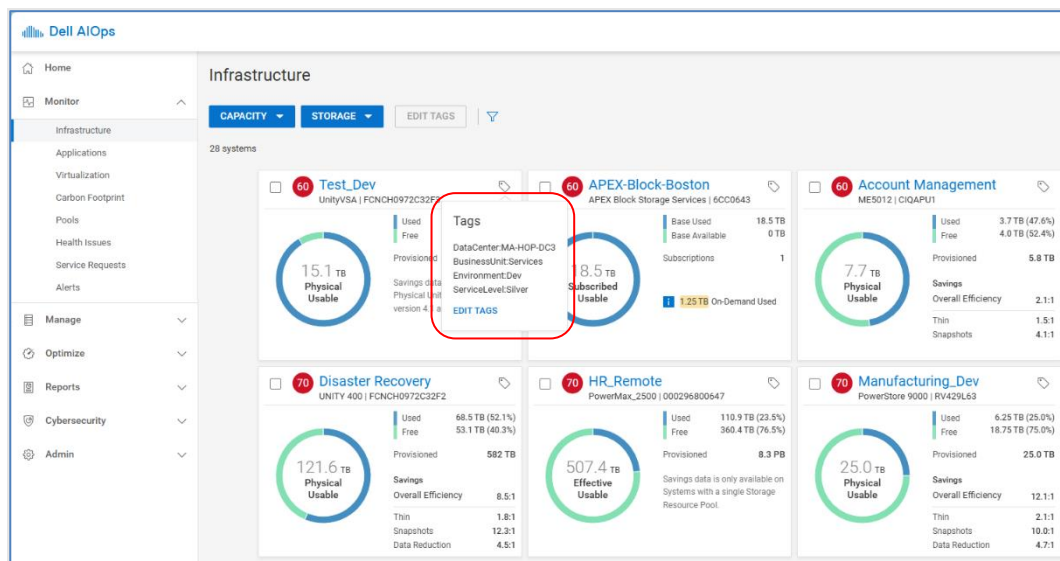 Dell AIOps
Home
Monitor
Infrastructure
Applications
Virtualization
Carbon Footprint
Pools
Health Issues
Service Requests
Alerts
Manage
Optimize
Reports
Cybersecurity
Admin
Infrastructure
CAPACITY
STORAGE
EDIT TAGS
28 systems
60 Test_Dev
UnityVSA | FCNCH0972C32F
Used
Free
Provisioned
15.1 TB
Physical
Usable
Savings data
Physical Unit
version 4.
Tags
DataCenter:MA-HOP-DC3
BusinessUnit:Services
Environment:Dev
ServiceLevel:Silver
EDIT TAGS
60 APEX-Block-Boston
APEX Block Storage Services | 6CC0643
Base Used 18.5 TB
Base Available 0 TB
Subscriptions 1
18.5 TB
Subscribed
Usable
1.25 TB On-Demand Used
60 Account Management
ME5012 | CIQAPU1
Used 3.7 TB (47.6%)
Free 4.0 TB (52.4%)
Provisioned 5.8 TB
7.7 TB
Physical
Usable
Savings
Overall Efficiency 2.1:1
Thin 1.5:1
Snapshots 4.1:1
70 Disaster Recovery
UNITY 400 | FCNCH0972C32F2
Used 68.5 TB (52.1%)
Free 53.1 TB (40.3%)
Provisioned 582 TB
121.6 TB
Physical
Usable
Savings
Overall Efficiency 8.5:1
Thin 1.8:1
Snapshots 12.3:1
Data Reduction 4.5:1
70 HR_Remote
PowerMax_2500 | 000296800647
Used 110.9 TB (23.5%)
Free 360.4 TB (76.5%)
Provisioned 8.3 PB
507.4 TB
Effective
Usable
Savings data is only available on
Systems with a single Storage
Resource Pool.
70 Manufacturing_Dev
PowerStore 9000 | RV429L63
Used 6.25 TB (25.0%)
Free 18.75 TB (75.0%)
Provisioned 25.0 TB
25.0 TB
Physical
Usable
Savings
Overall Efficiency 12.1:1
Thin 2.1:1
Snapshots 10.0:1
Data Reduction 4.7:1